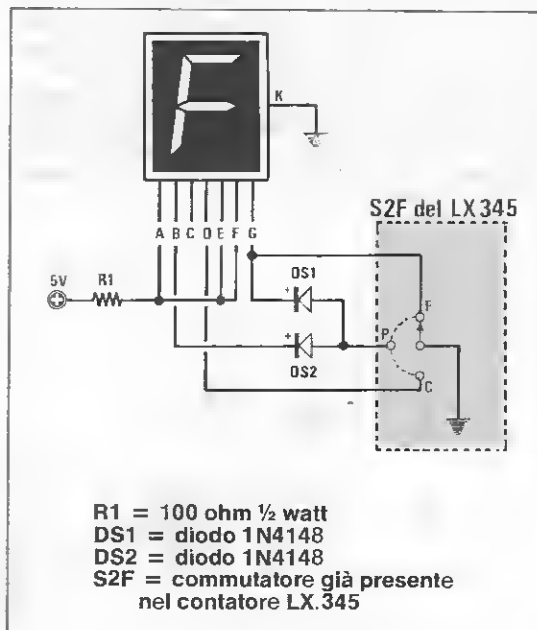 K
S2F del LX345
A B C D E F G
5V
R1
DS1
F
P
DS2
C
R1 = 100 ohm ½ watt
DS1 = diodo 1N4148
DS2 = diodo 1N4148
S2F = commutatore già presente
nel contatore LX.345